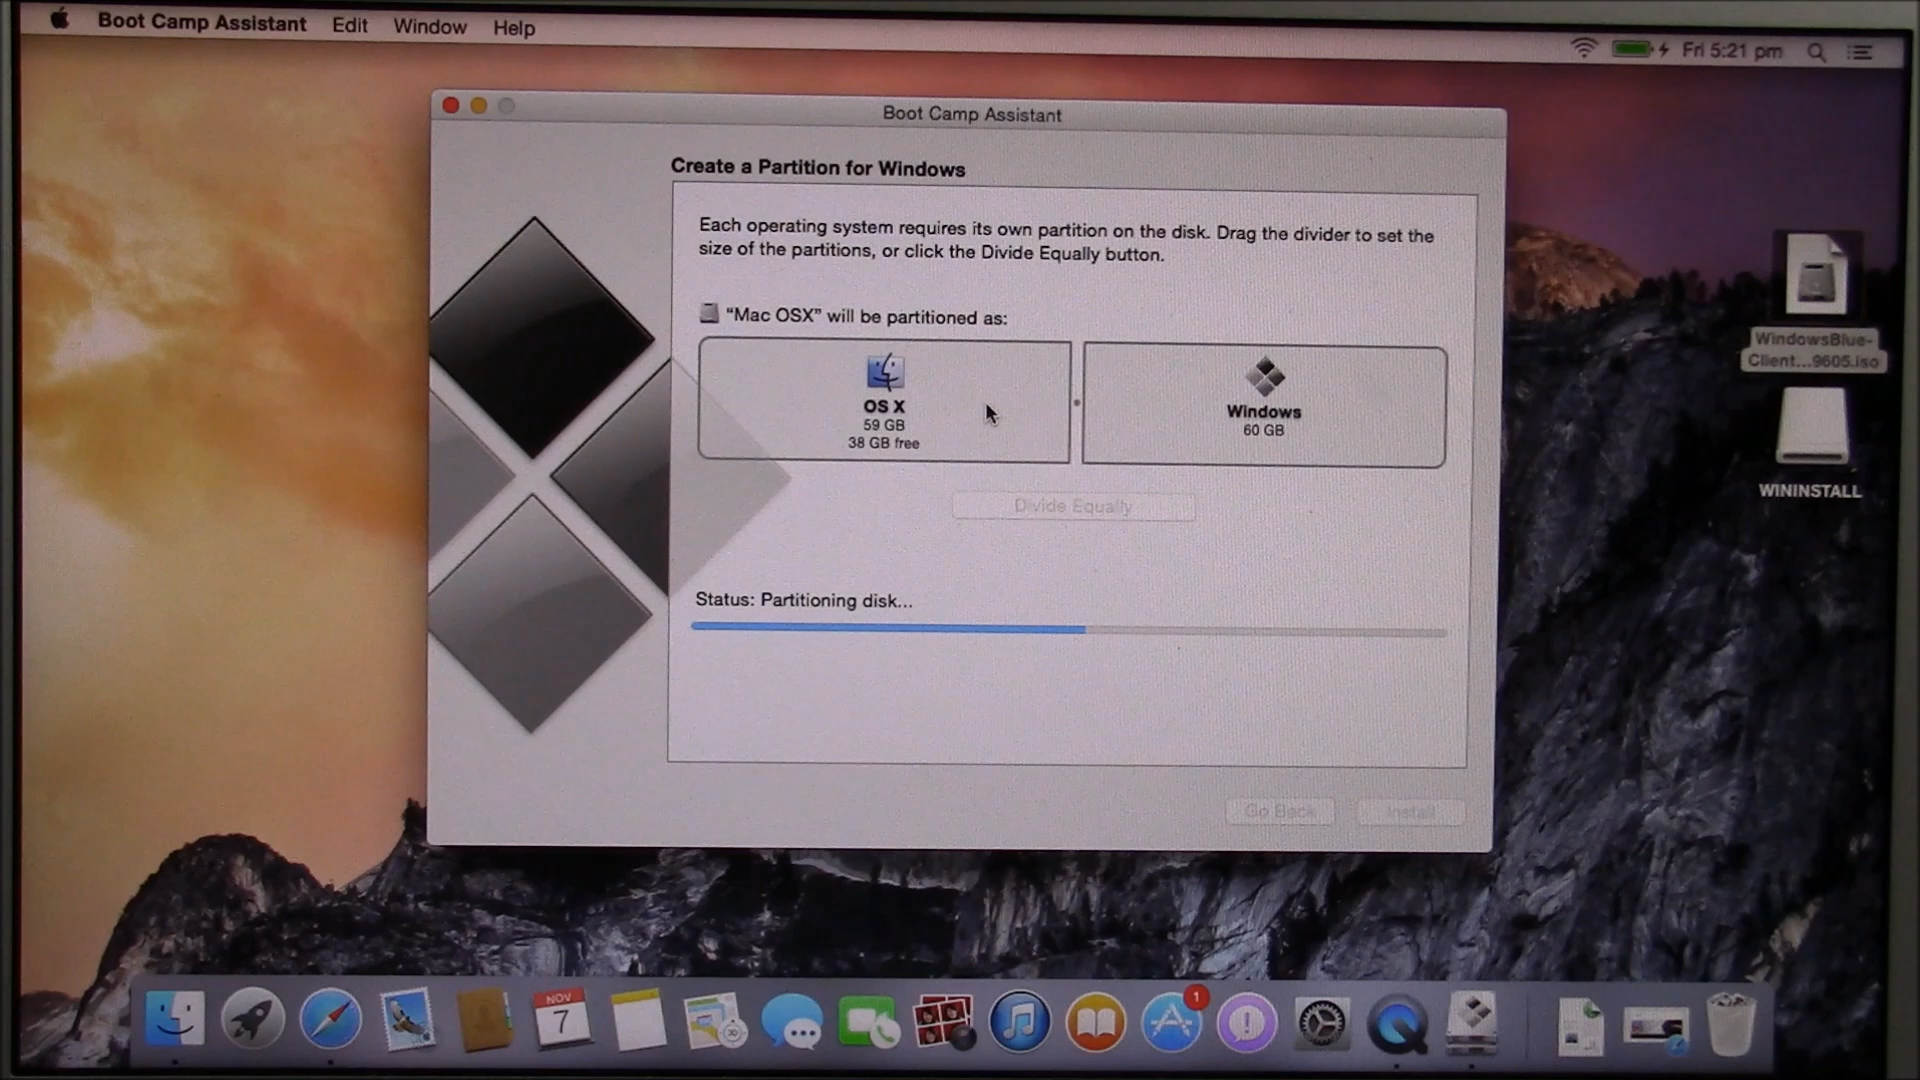 Boot Camp Assistant Edit Window Help
Fri 5:21 pm
Boot Camp Assistant
Create a Partition for Windows
Each operating system requires its own partition on the disk. Drag the divider to set the
size of the partitions, or click the Divide Equally button.
“Mac OSX” will be partitioned as:
OS X
59 GB
38 GB free
Windows
60 GB
Divide Equally
Status: Partitioning disk...
Go Back
Install
WindowsBlue-
Client...9605.iso
WININSTALL
NOV
7
1